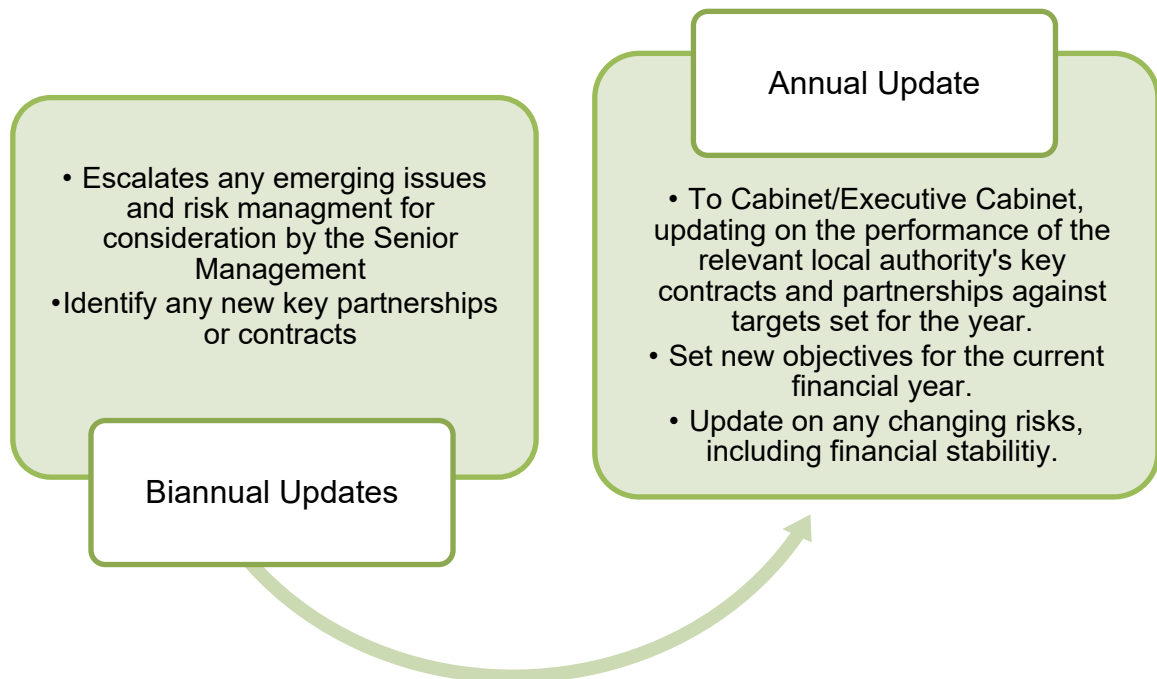 • Escalates any emerging issues
and risk managment for
consideration by the Senior
Management
•Identify any new key partnerships
or contracts
Biannual Updates
Annual Update
• To Cabinet/Executive Cabinet,
updating on the performance of the
relevant local authority's key
contracts and partnerships against
targets set for the year.
• Set new objectives for the current
financial year.
• Update on any changing risks,
including financial stabilitiy.